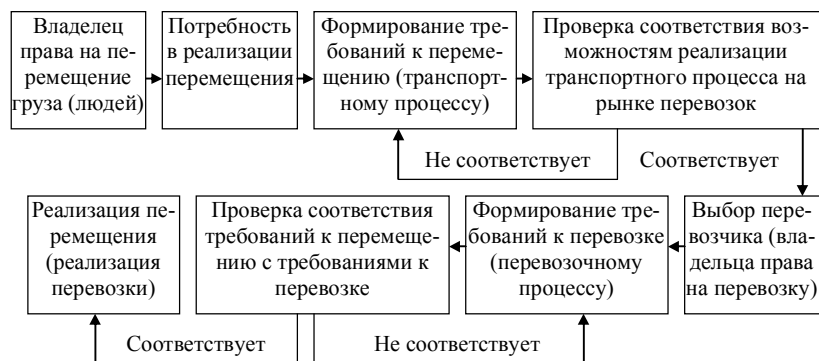 Владелец
права на пе-
ремещение
груза (людей)
Потребность
в реализации
перемещения
Формирование тре-
бований к переме-
щению (транспорт-
ному процессу)
Проверка соответствия воз-
можностям реализации
транспортного процесса на
рынке перевозок
Не соответствует
Соответствует
Реализация пе-
ремещения
(реализация
перевозки)
Проверка соответствия
требований к перемеще-
нию с требованиями к
перевозке
Формирование тре-
бований к перевозке
(перевозочному
процессу)
Выбор пере-
возчика (вла-
дельца права
на перевозку)
Соответствует
Не соответствует